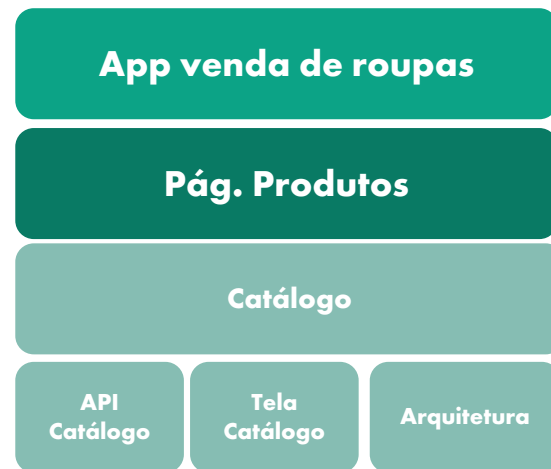 App venda de roupas
Pág. Produtos
Catálogo
API
Catálogo
Tela
Catálogo
Arquitetura